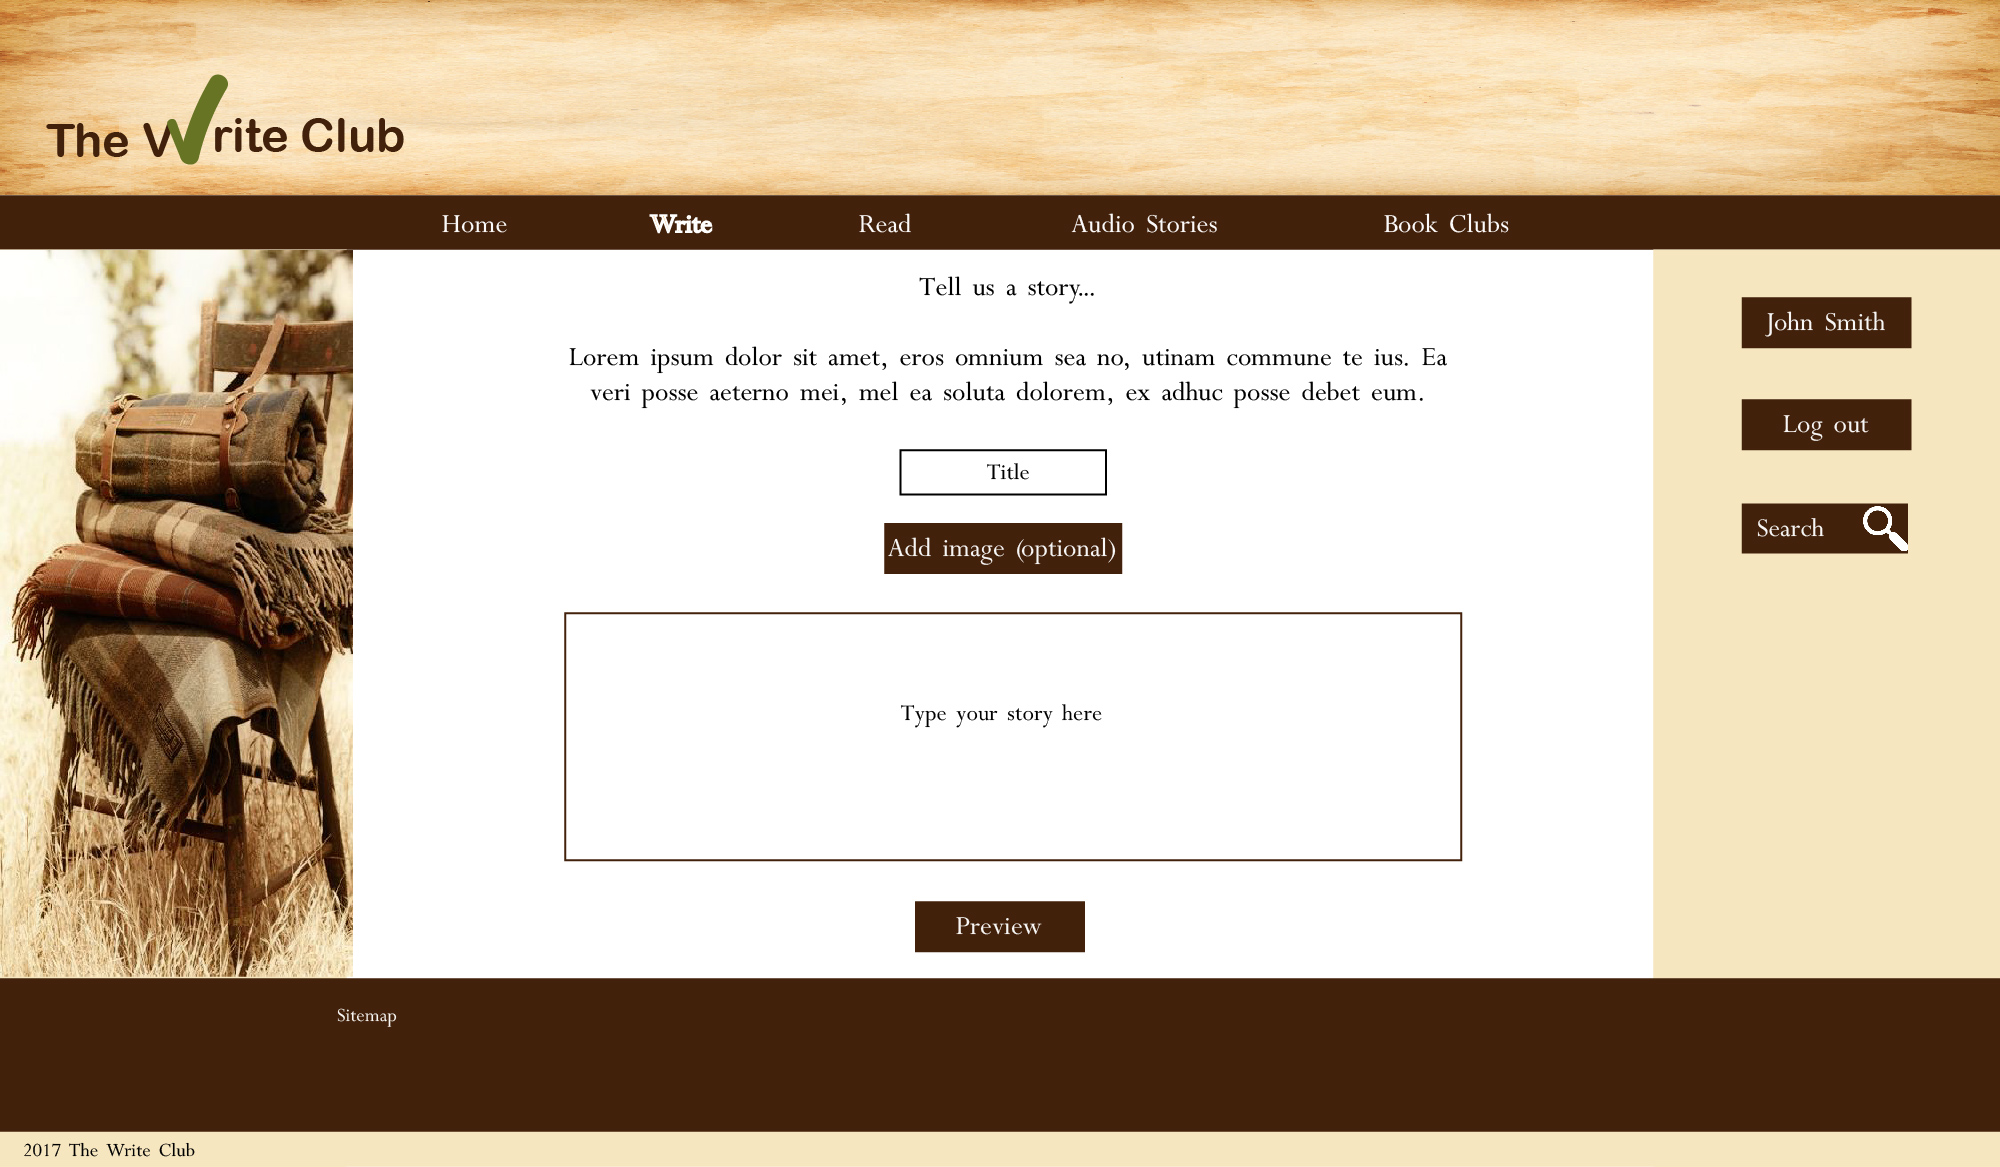 The Write Club
Home Write Read Audio Stories Book Clubs
Tell us a story...
Lorem ipsum dolor sit amet, eros omnium sea no, utinam commune te ius. Ea
veri posse aeterno mei, mel ea soluta dolorem, ex adhuc posse debet eum.
Title
Add image (optional)
Type your story here
Preview
John Smith
Log out
Search
Sitemap
2017 The Write Club